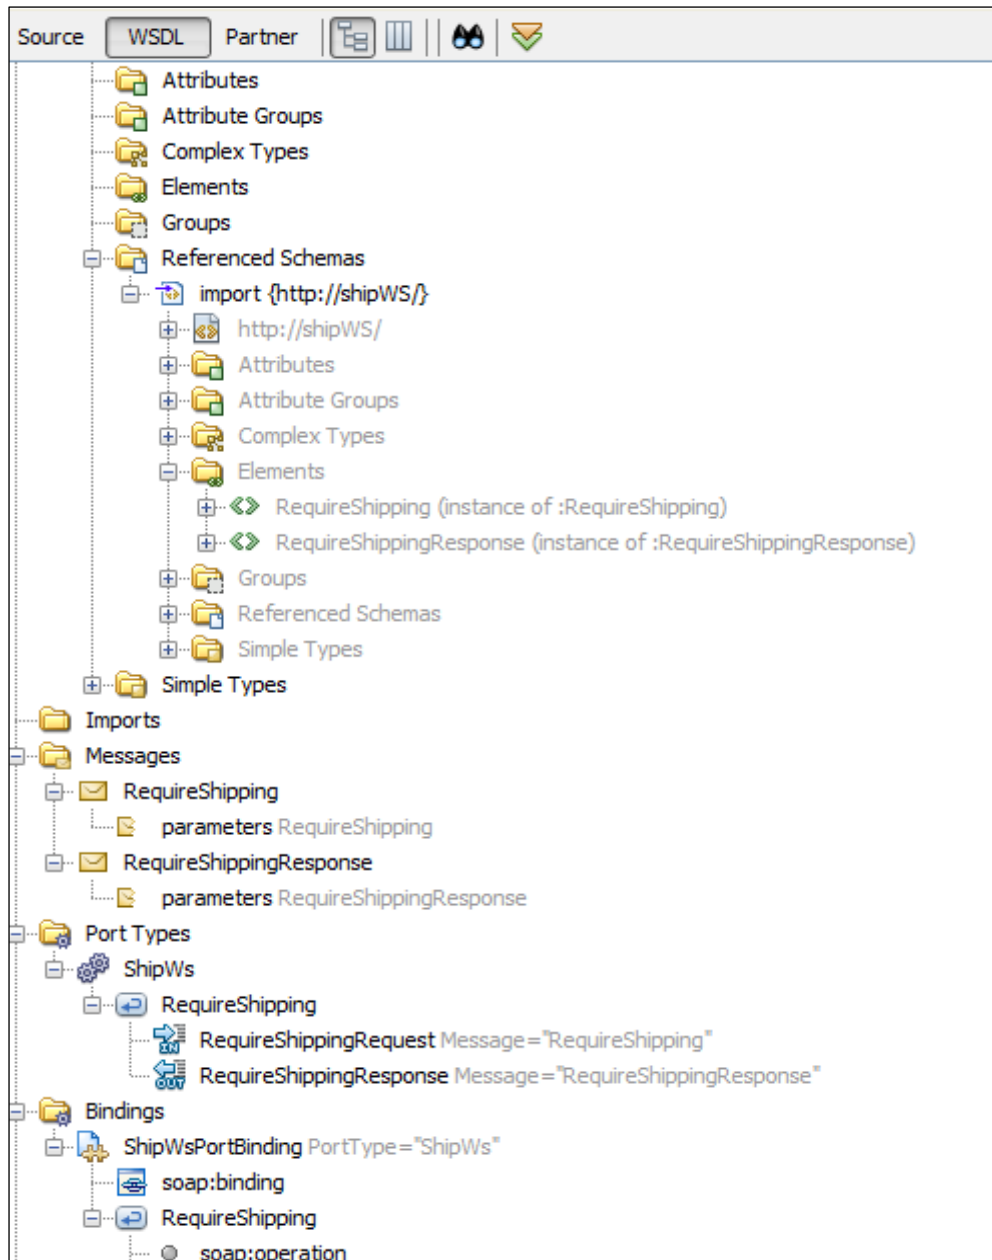 Source WSDL Partner
Attributes
Attribute Groups
Complex Types
Elements
Groups
Referenced Schemas
import {http://shipWS/}
http://shipWS/
Attributes
Attribute Groups
Complex Types
Elements
RequireShipping (instance of :RequireShipping)
RequireShippingResponse (instance of :RequireShippingResponse)
Groups
Referenced Schemas
Simple Types
Simple Types
Imports
Messages
RequireShipping
parameters RequireShipping
RequireShippingResponse
parameters RequireShippingResponse
Port Types
ShipWs
RequireShipping
IN RequireShippingRequest Message="RequireShipping"
OUT RequireShippingResponse Message="RequireShippingResponse"
Bindings
ShipWsPortBinding PortType="ShipWs"
soap:binding
RequireShipping
soap:operation